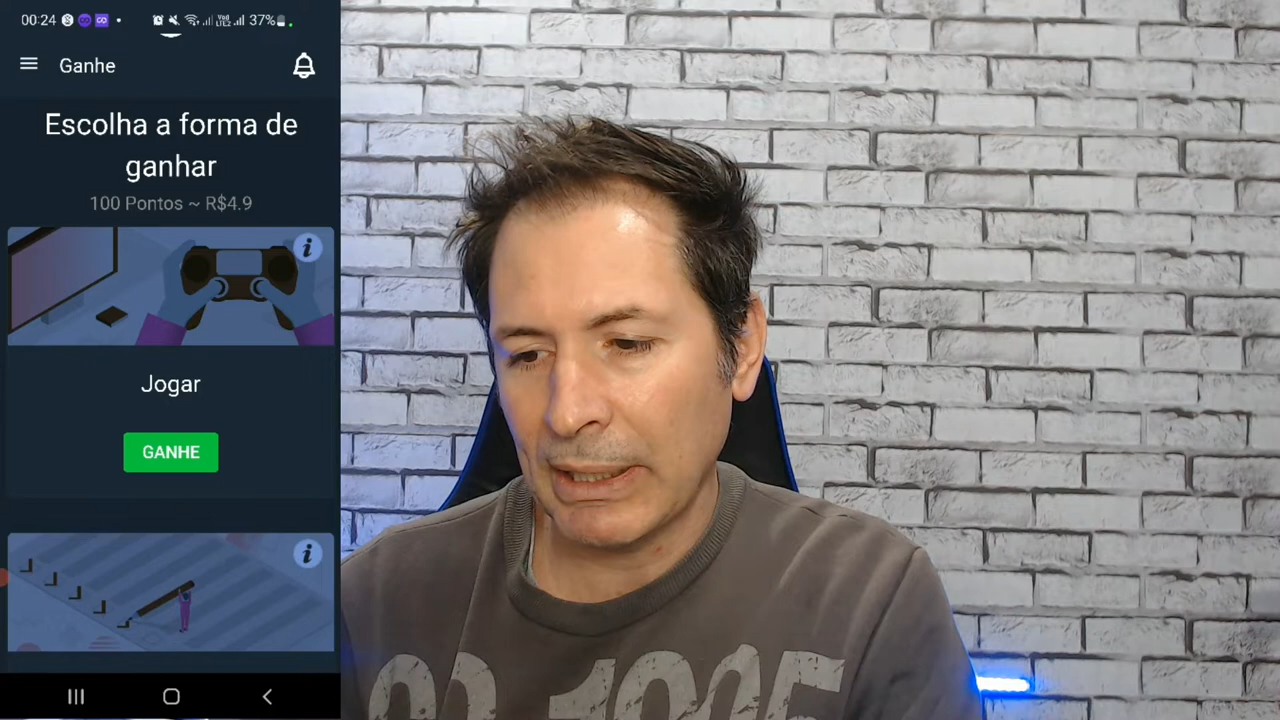 00:24
37%
Ganhe
Escolha a forma de
ganhar
100 Pontos ~ R$4.9
Jogar
GANHE